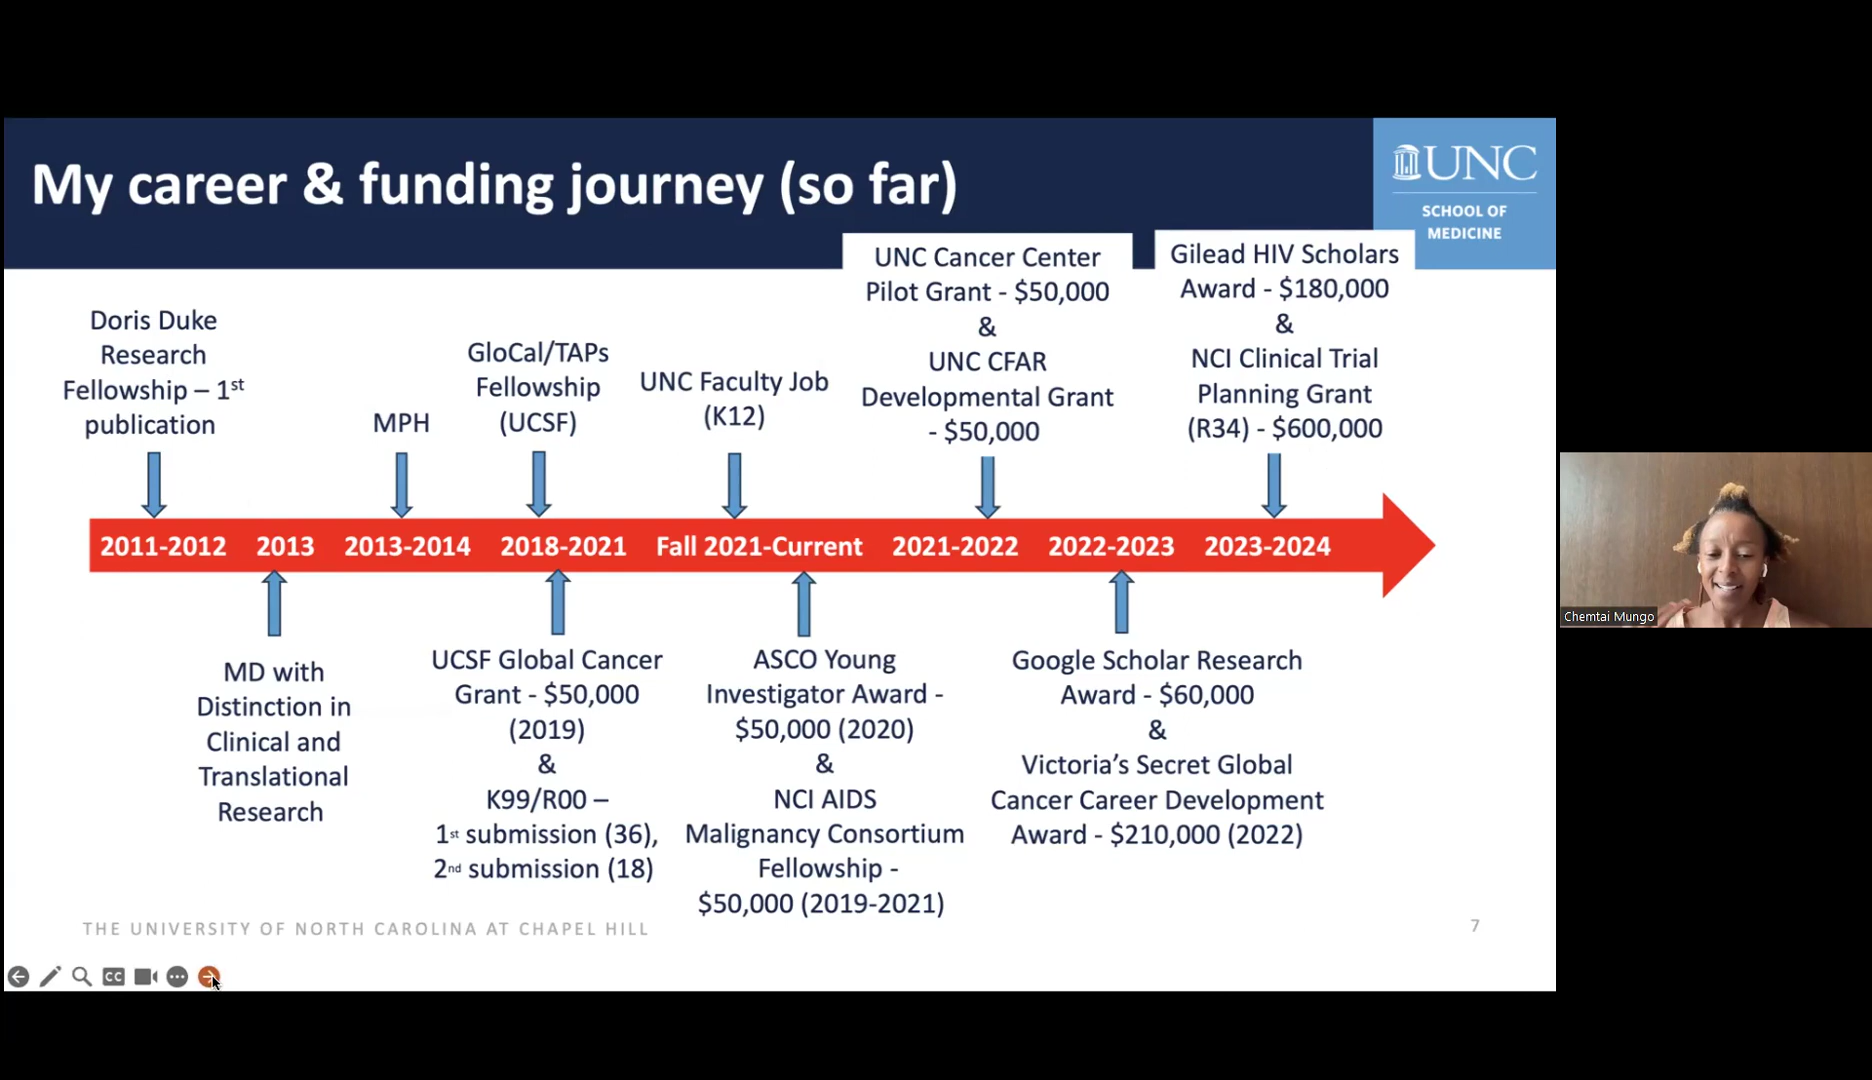 My career & funding journey (so far)
UNC
SCHOOL OF
MEDICINE
Doris Duke
Research
Fellowship – 1st
publication
MPH
GloCal/TAPs
Fellowship
(UCSF)
UNC Faculty Job
(K12)
UNC Cancer Center
Pilot Grant - $50,000
&
UNC CFAR
Developmental Grant
- $50,000
Gilead HIV Scholars
Award - $180,000
&
NCI Clinical Trial
Planning Grant
(R34) - $600,000
2011-2012 2013 2013-2014 2018-2021 Fall 2021-Current 2021-2022 2022-2023 2023-2024
MD with
Distinction in
Clinical and
Translational
Research
UCSF Global Cancer
Grant - $50,000
(2019)
&
K99/R00 –
1st submission (36),
2nd submission (18)
ASCO Young
Investigator Award -
$50,000 (2020)
&
NCI AIDS
Malignancy Consortium
Fellowship -
$50,000 (2019-2021)
Google Scholar Research
Award - $60,000
&
Victoria’s Secret Global
Cancer Career Development
Award - $210,000 (2022)
THE UNIVERSITY OF NORTH CAROLINA AT CHAPEL HILL
7
CC
Chemtai Mungo